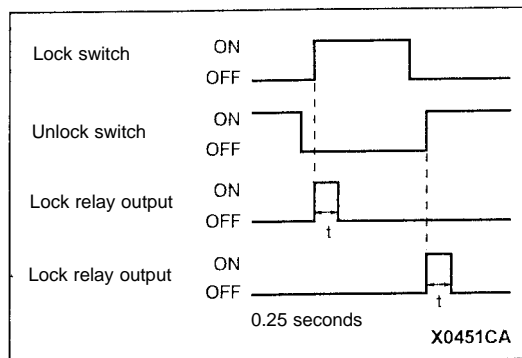 Lock switch
ON
OFF
Unlock switch
ON
OFF
Lock relay output
ON
OFF
t
Lock relay output
ON
OFF
t
0.25 seconds
X0451CA